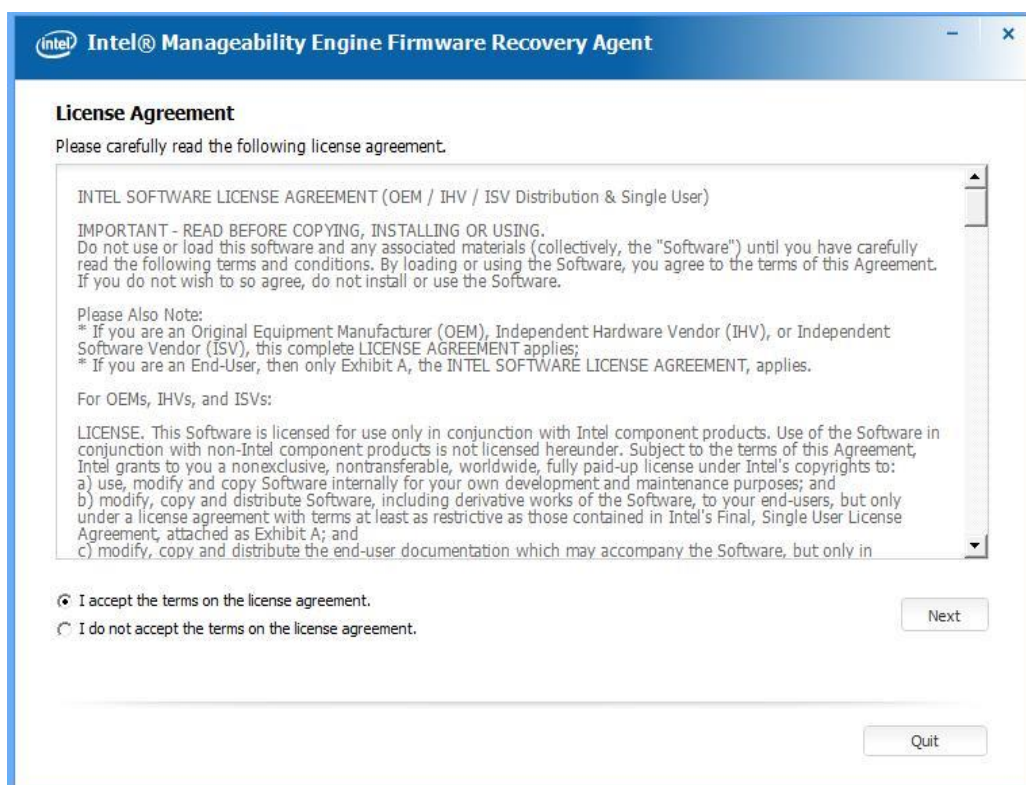 intel Intel® Manageability Engine Firmware Recovery Agent
License Agreement
Please carefully read the following license agreement.
INTEL SOFTWARE LICENSE AGREEMENT (OEM / IHV / ISV Distribution & Single User)
IMPORTANT - READ BEFORE COPYING, INSTALLING OR USING.
Do not use or load this software and any associated materials (collectively, the "Software") until you have carefully
read the following terms and conditions. By loading or using the Software, you agree to the terms of this Agreement.
If you do not wish to so agree, do not install or use the Software.
Please Also Note:
* If you are an Original Equipment Manufacturer (OEM), Independent Hardware Vendor (IHV), or Independent
Software Vendor (ISV), this complete LICENSE AGREEMENT applies;
* If you are an End-User, then only Exhibit A, the INTEL SOFTWARE LICENSE AGREEMENT, applies.
For OEMs, IHVs, and ISVs:
LICENSE. This Software is licensed for use only in conjunction with Intel component products. Use of the Software in
conjunction with non-Intel component products is not licensed hereunder. Subject to the terms of this Agreement,
Intel grants to you a nonexclusive, nontransferable, worldwide, fully paid-up license under Intel's copyrights to:
a) use, modify and copy Software internally for your own development and maintenance purposes; and
b) modify, copy and distribute Software, including derivative works of the Software, to your end-users, but only
under a license agreement with terms at least as restrictive as those contained in Intel's Final, Single User License
Agreement, attached as Exhibit A; and
c) modify, copy and distribute the end-user documentation which may accompany the Software, but only in
I accept the terms on the license agreement.
I do not accept the terms on the license agreement.
Next
Quit